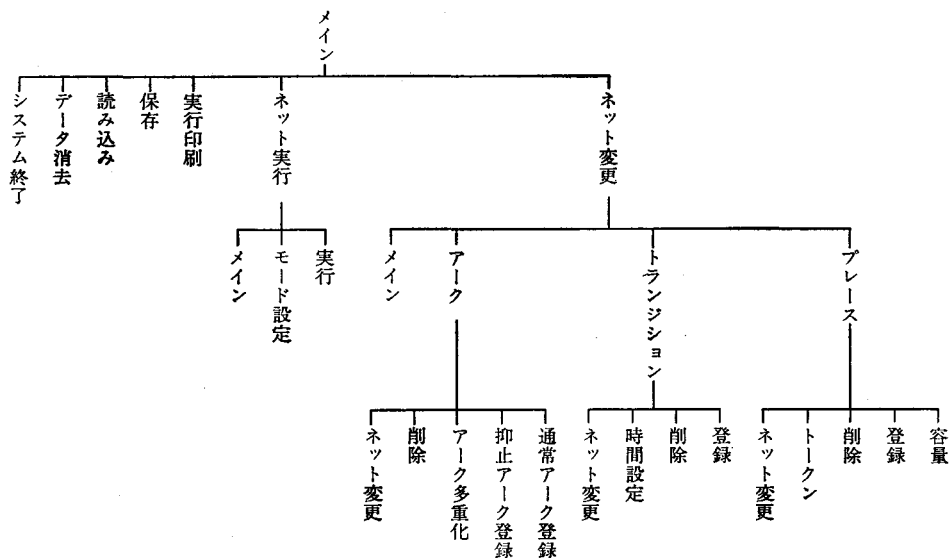 メイン
システム終了
データ消去
読み込み
保存
実行印刷
ネット実行
ネット変更
メイン
モード設定
実行
メイン
アーク
トランジション
プレース
ネット変更
削除
アーク多重化
抑止アーク登録
通常アーク登録
ネット変更
時間設定
削除
登録
ネット変更
トークン
削除
登録
容量